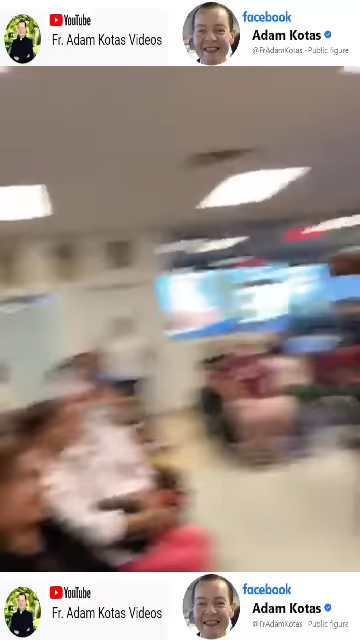 YouTube
Fr. Adam Kotas Videos
facebook
Adam Kotas
@FrAdamKotas · Public figure
YouTube
Fr. Adam Kotas Videos
facebook
Adam Kotas
@FrAdamKotas · Public figure